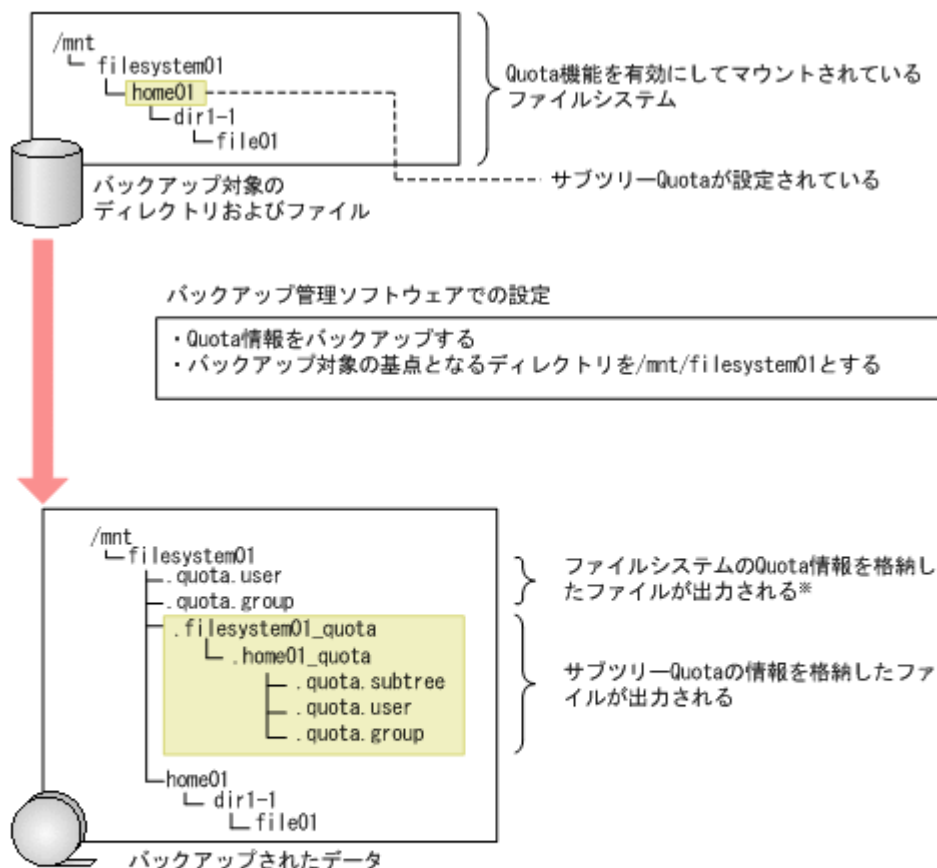 /mnt
filesystem01
home01
dir1-1
file01
Quota機能を有効にしてマウントされている
ファイルシステム
サブツリーQuotaが設定されている
バックアップ対象の
ディレクトリおよびファイル
バックアップ管理ソフトウェアでの設定
・Quota情報をバックアップする
・バックアップ対象の基点となるディレクトリを/mnt/filesystem01とする
/mnt
filesystem01
.quota.user
.quota.group
.filesystem01_quota
.home01_quota
.quota.subtree
.quota.user
.quota.group
home01
dir1-1
file01
ファイルシステムのQuota情報を格納し
たファイルが出力される※
サブツリーQuotaの情報を格納したファ
イルが出力される
バックアップされたデータ